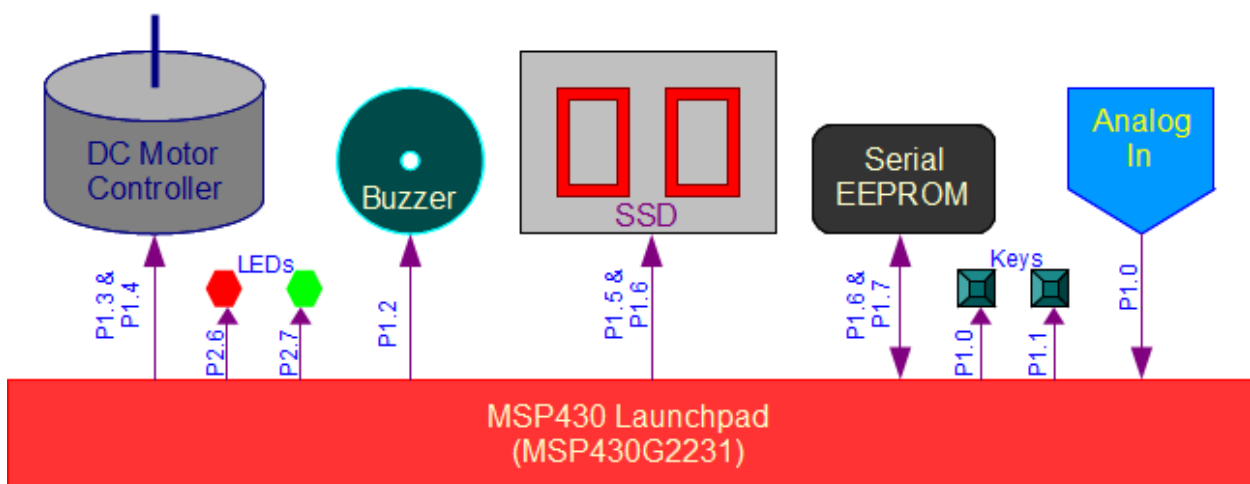 DC Motor
Controller
P1.3 &
P1.4
LEDs
P2.6
P2.7
Buzzer
P1.2
SSD
P1.5 &
P1.6
Serial
EEPROM
P1.6 &
P1.7
Keys
P1.0
P1.1
Analog
In
P1.0
MSP430 Launchpad
(MSP430G2231)